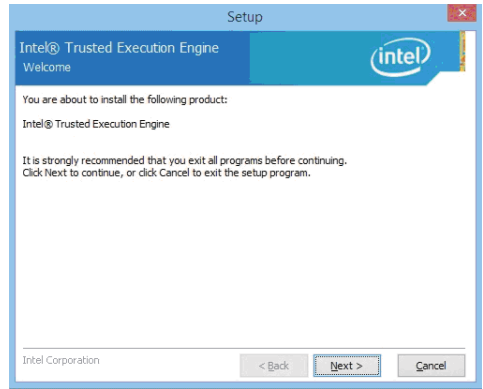 Setup
Intel® Trusted Execution Engine
Welcome
intel
You are about to install the following product:
Intel® Trusted Execution Engine
It is strongly recommended that you exit all programs before continuing.
Click Next to continue, or click Cancel to exit the setup program.
Intel Corporation
< Back
Next >
Cancel